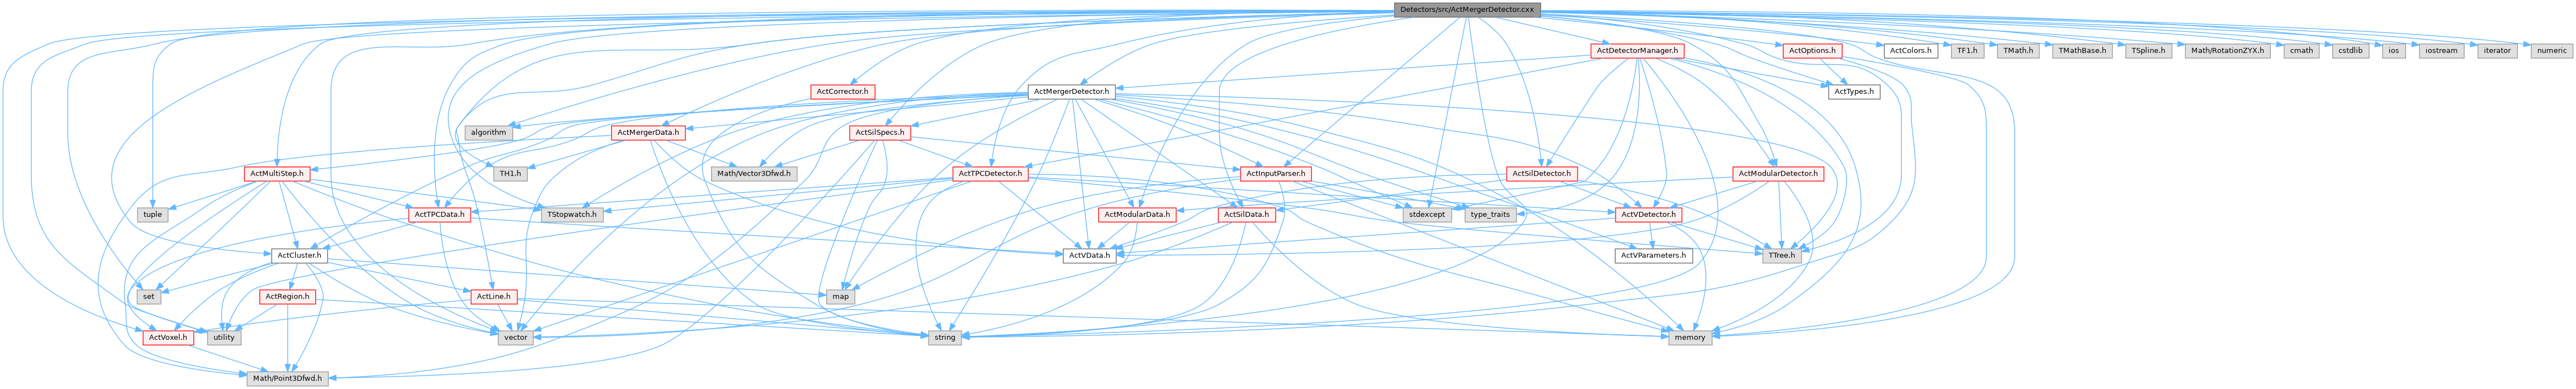 Detectors/src/ActMergerDetector.cxx
ActDetectorManager.h
ActOptions.h
ActColors.h
TF1.h
TMath.h
TMathBase.h
TSpline.h
Math/RotationZYX.h
cmath
cstdlib
ios
iostream
iterator
numeric
ActCorrector.h
ActMergerDetector.h
ActTypes.h
algorithm
ActMergerData.h
ActSilSpecs.h
ActMultiStep.h
TH1.h
Math/Vector3Dfwd.h
ActTPCDetector.h
ActInputParser.h
ActSilDetector.h
ActModularDetector.h
tuple
ActTPCData.h
TStopwatch.h
ActModularData.h
ActSilData.h
stdexcept
type_traits
ActVDetector.h
ActCluster.h
ActVData.h
ActVParameters.h
TTree.h
set
ActRegion.h
ActLine.h
map
ActVoxel.h
utility
vector
string
memory
Math/Point3Dfwd.h